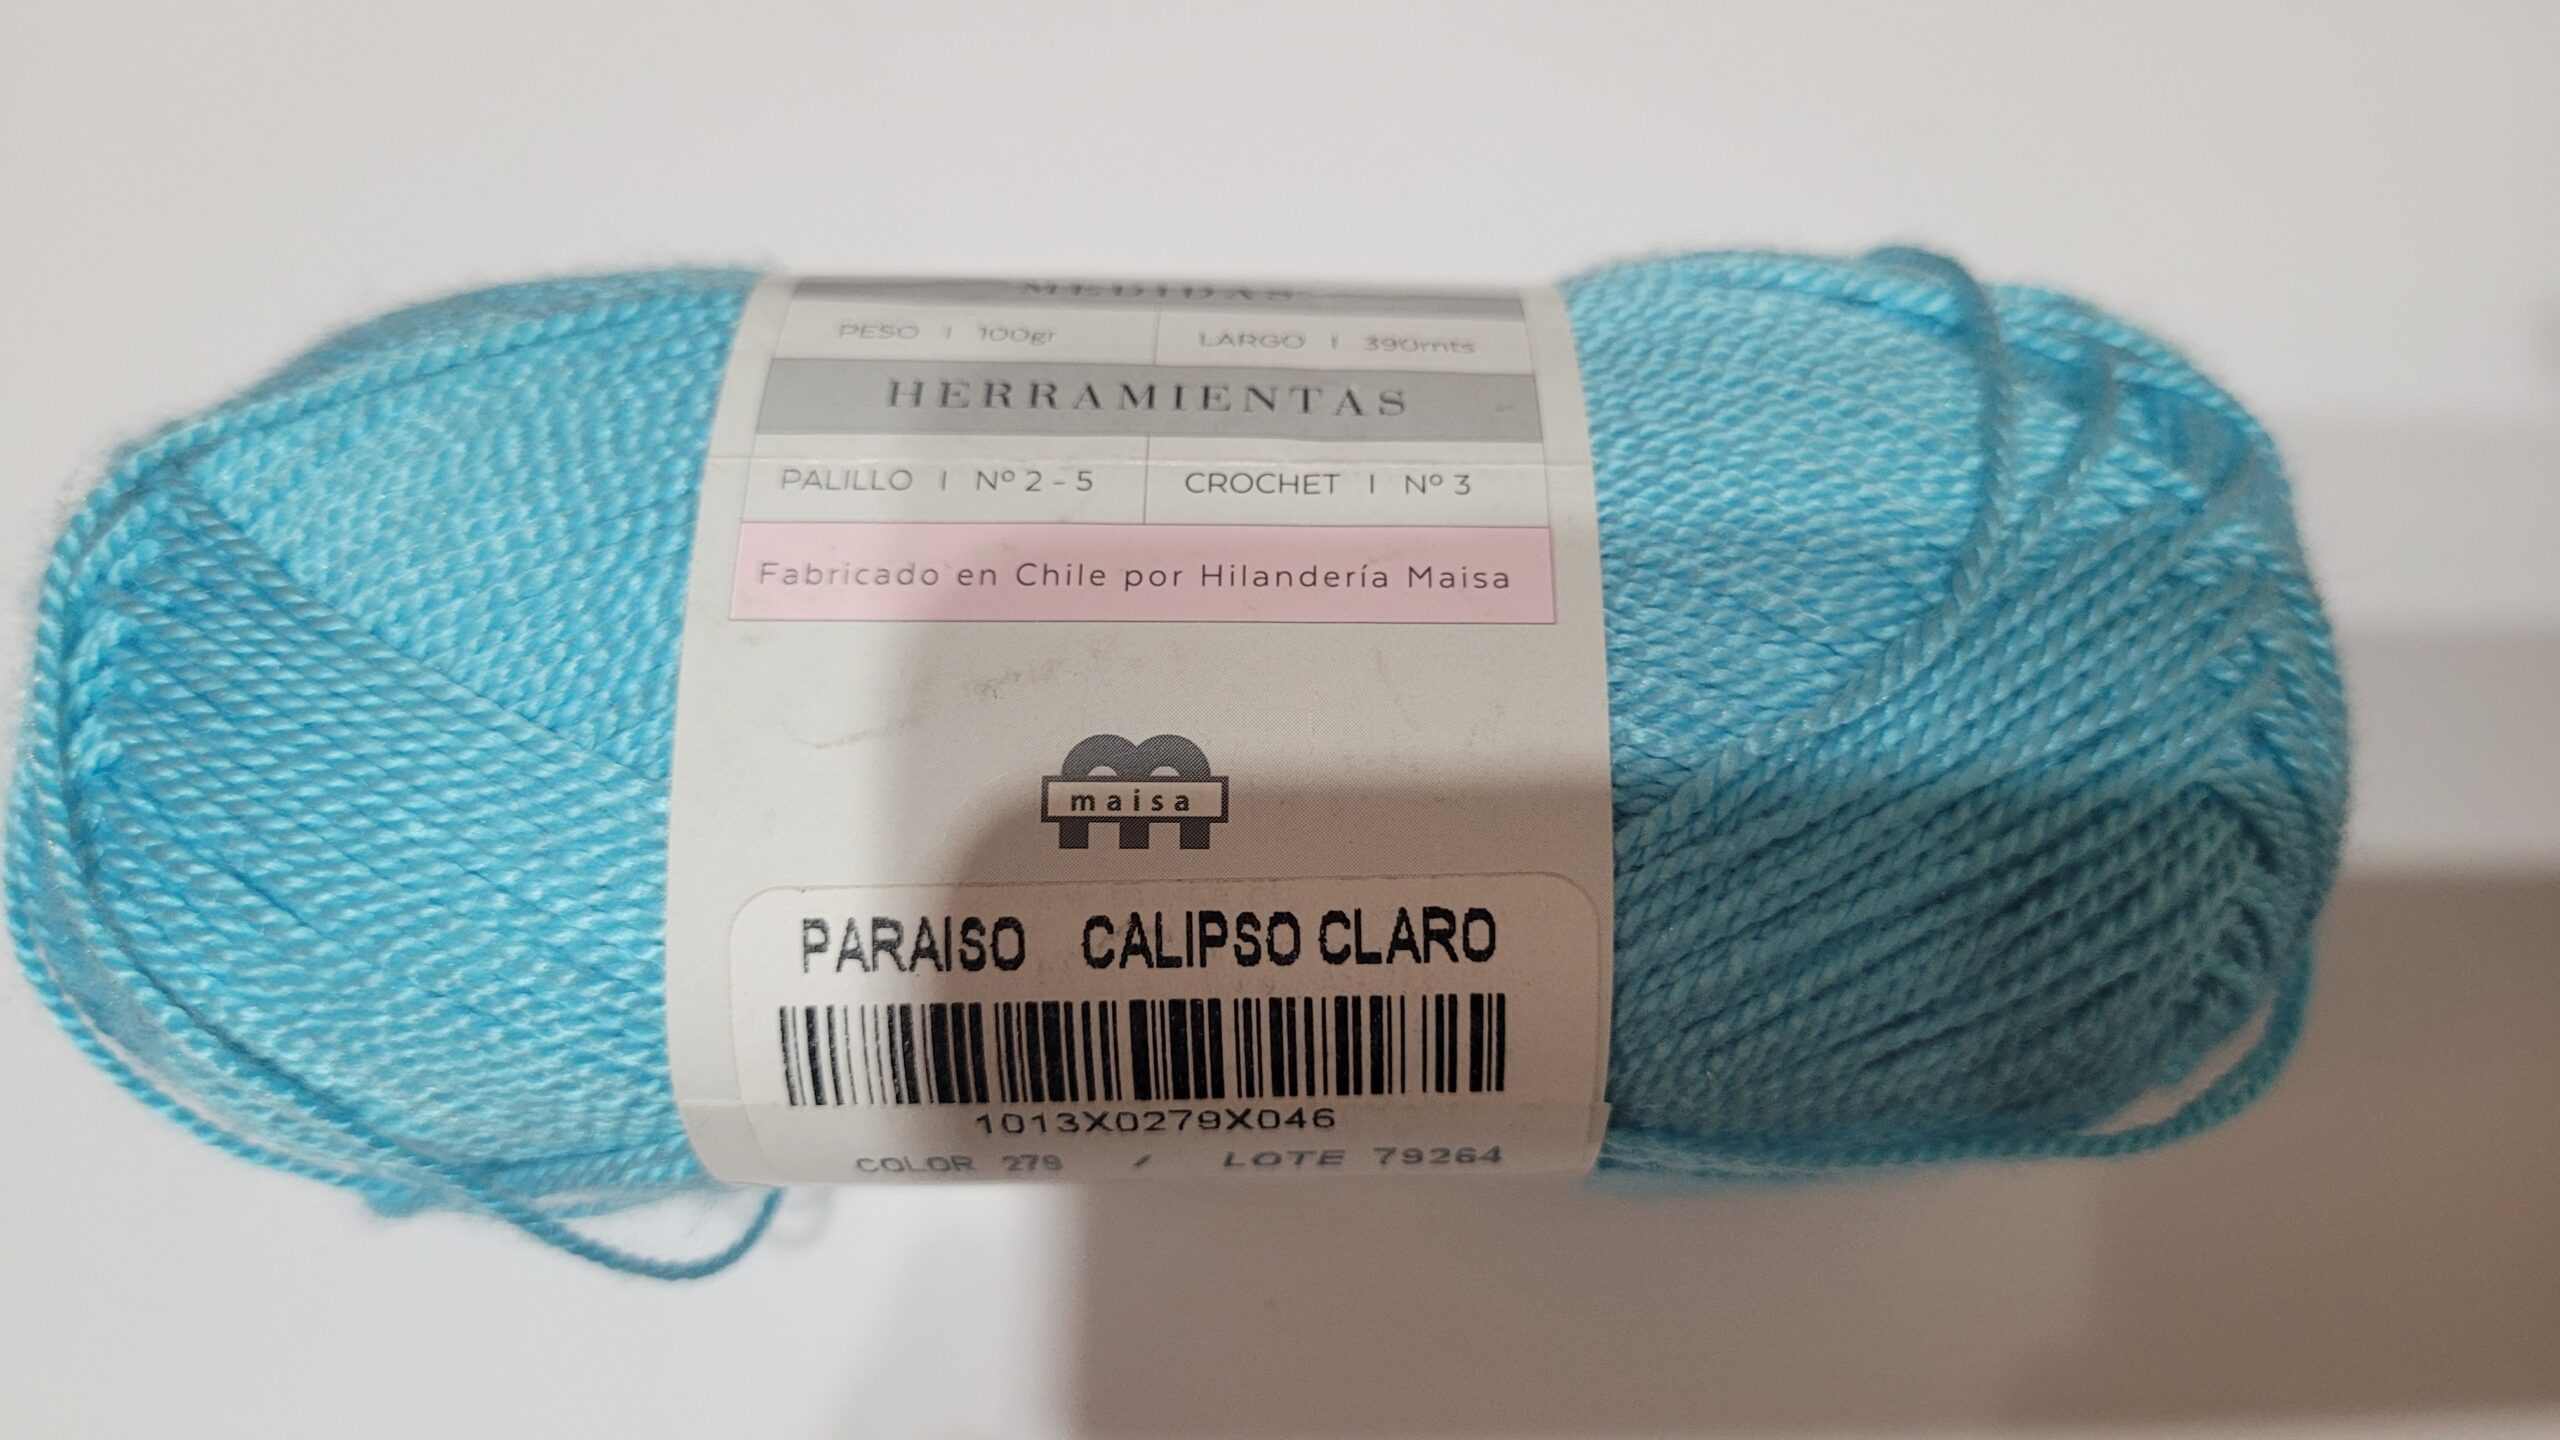 MEDIDAS
PESO | 100gr LARGO | 390mts
HERRAMIENTAS
PALILLO | Nº 2 - 5 CROCHET | Nº 3
Fabricado en Chile por Hilandería Maisa
maisa
PARAISO CALIPSO CLARO
1013X0279X046
COLOR 279 / LOTE 79264